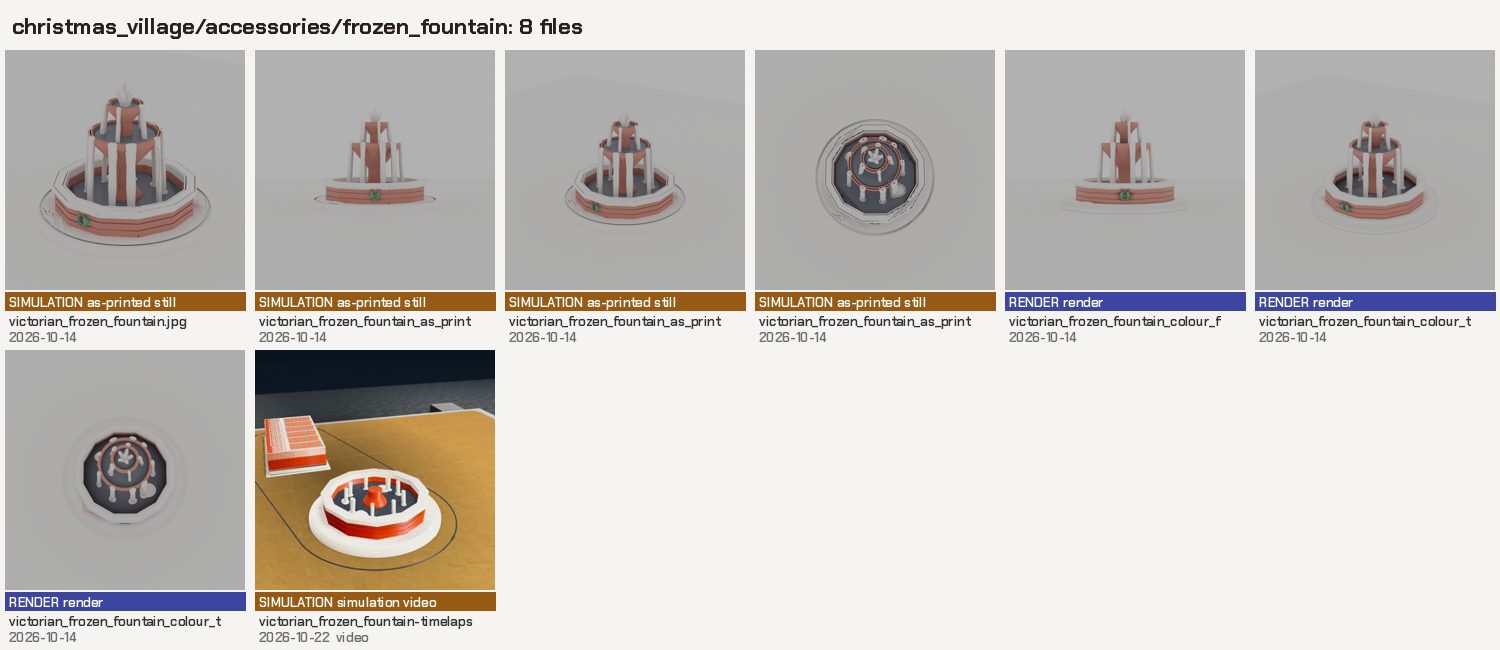 christmas_village/accessories/frozen_fountain: 8 files
SIMULATION as-printed still
victorian_frozen_fountain.jpg
2026-10-14
SIMULATION as-printed still
victorian_frozen_fountain_as_print
2026-10-14
SIMULATION as-printed still
victorian_frozen_fountain_as_print
2026-10-14
SIMULATION as-printed still
victorian_frozen_fountain_as_print
2026-10-14
RENDER render
victorian_frozen_fountain_colour_f
2026-10-14
RENDER render
victorian_frozen_fountain_colour_t
2026-10-14
RENDER render
victorian_frozen_fountain_colour_t
2026-10-14
SIMULATION simulation video
victorian_frozen_fountain-timelaps
2026-10-22 video